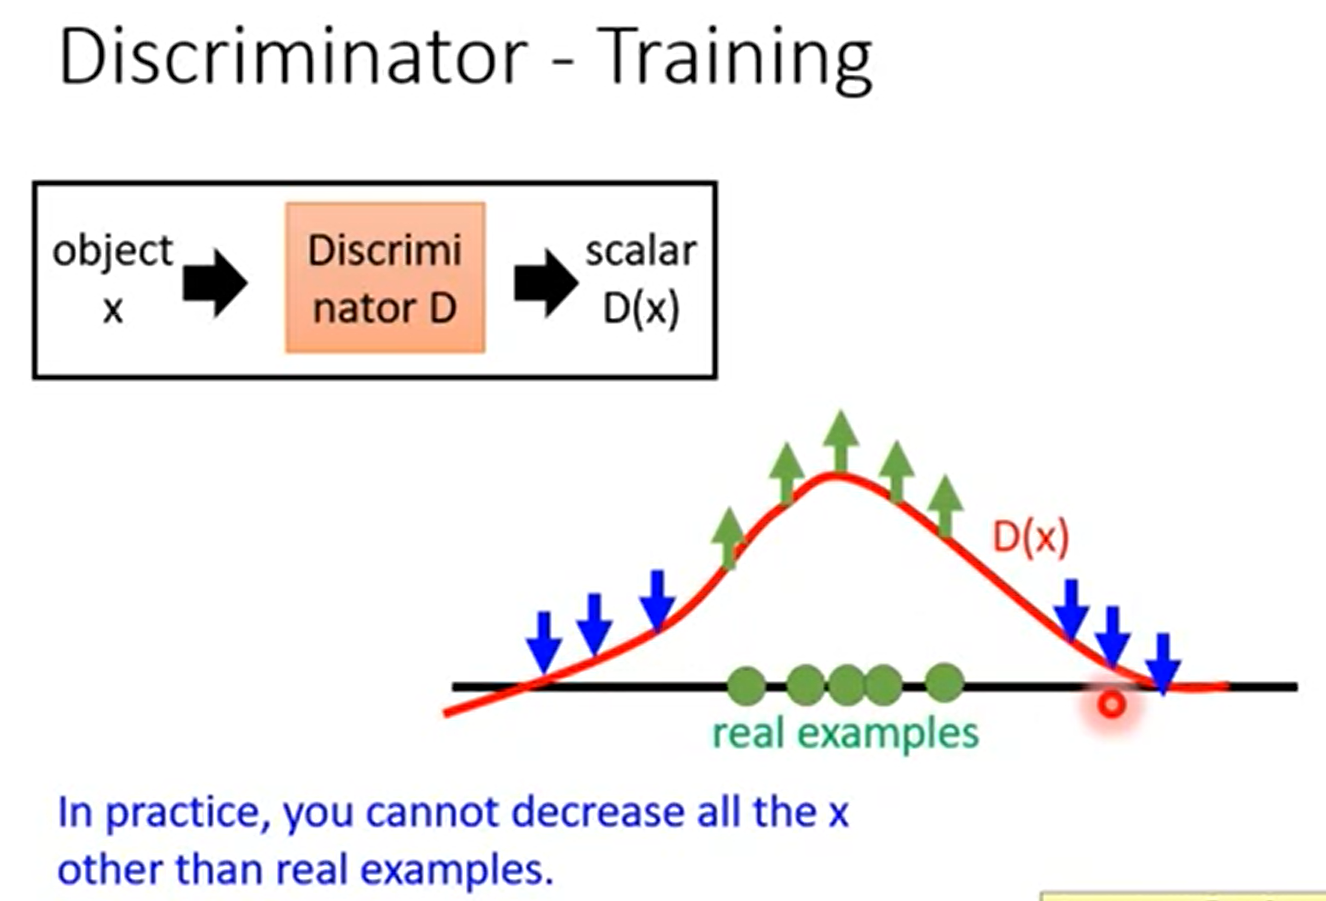 Discriminator - Training
object
x
Discrimi
nator D
scalar
D(x)
D(x)
real examples
In practice, you cannot decrease all the x
other than real examples.